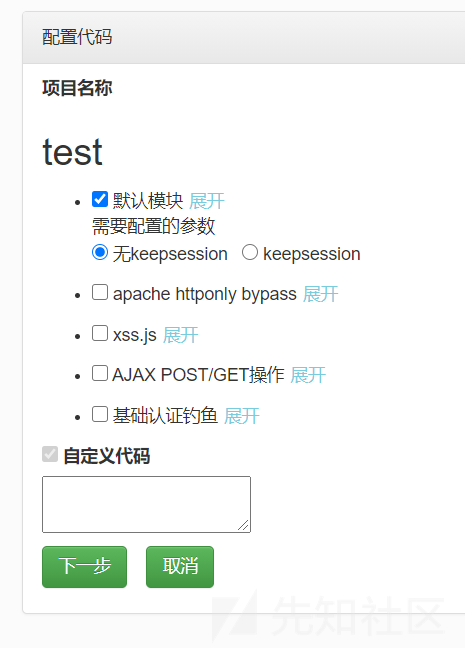 配置代码
项目名称
test
默认模块 展开
需要配置的参数
无keepsession keepsession
apache httponly bypass 展开
xss.js 展开
AJAX POST/GET操作 展开
基础认证钓鱼 展开
自定义代码
下一步 取消
先知社区